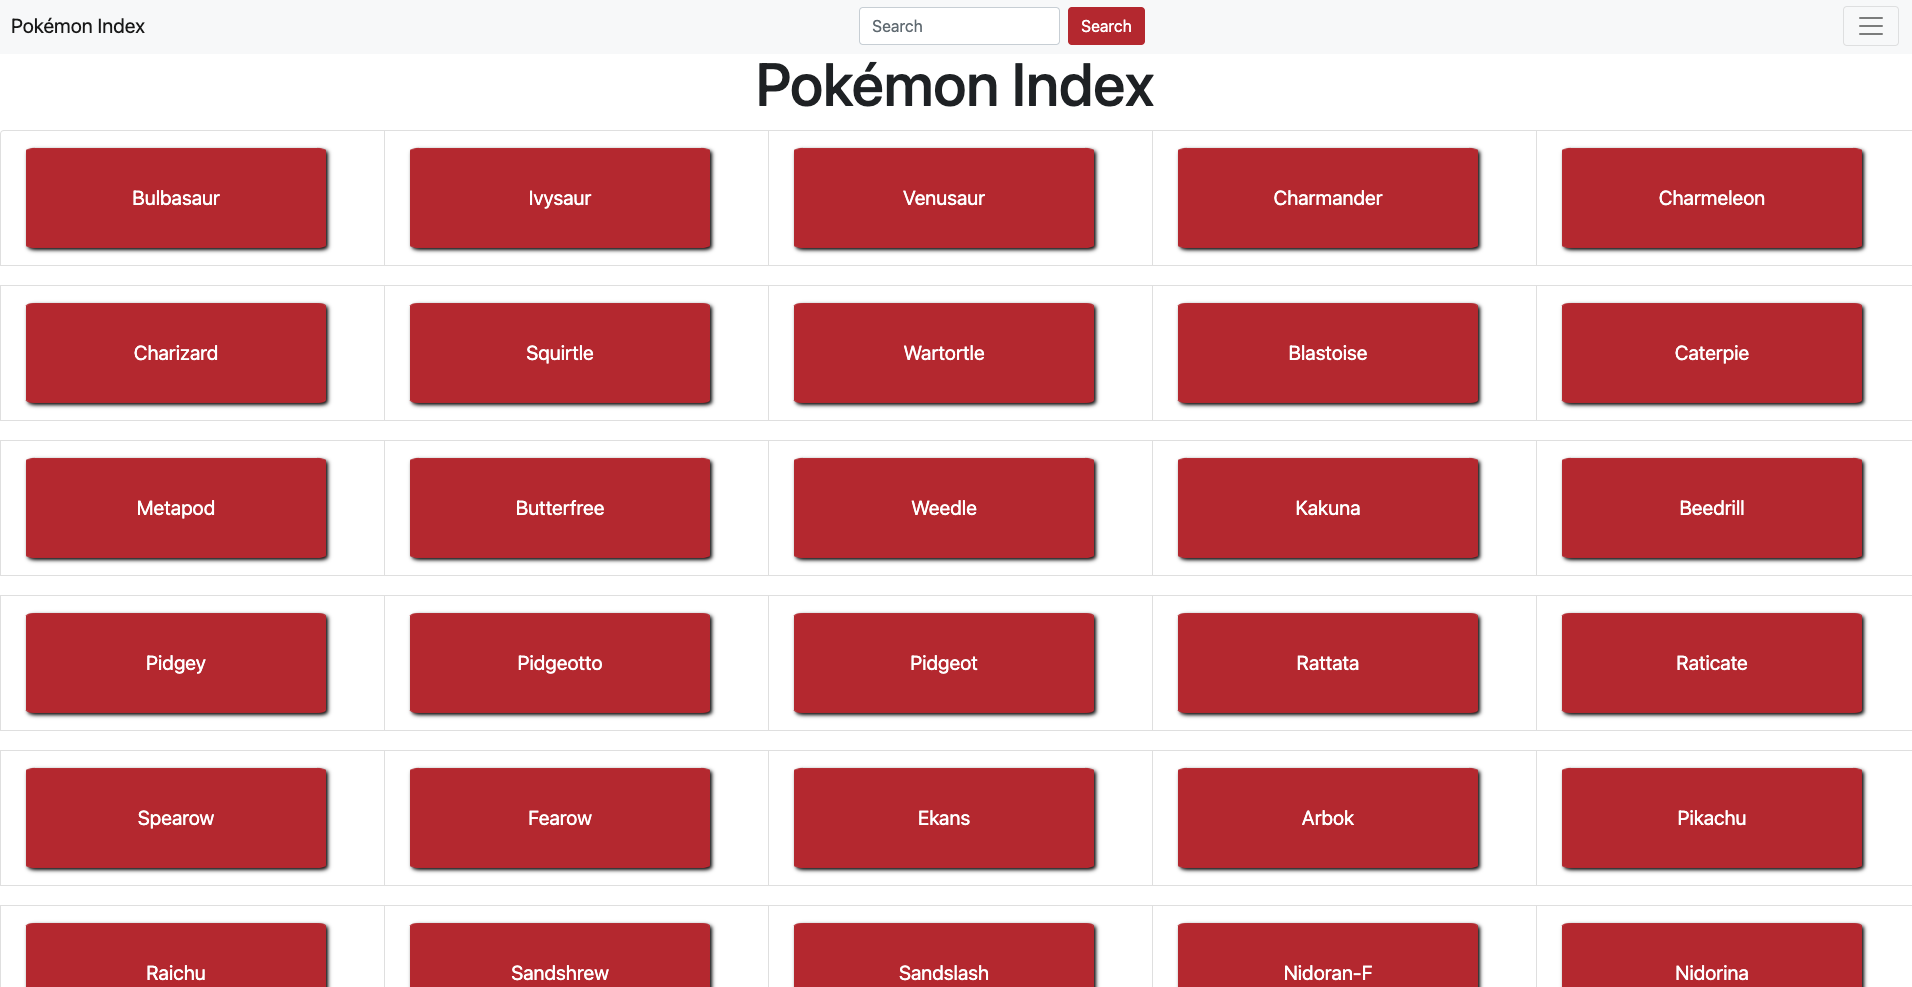 Pokémon Index
Search
Search
Pokémon Index
Bulbasaur
Ivysaur
Venusaur
Charmander
Charmeleon
Charizard
Squirtle
Wartortle
Blastoise
Caterpie
Metapod
Butterfree
Weedle
Kakuna
Beedrill
Pidgey
Pidgeotto
Pidgeot
Rattata
Raticate
Spearow
Fearow
Ekans
Arbok
Pikachu
Raichu
Sandshrew
Sandslash
Nidoran-F
Nidorina